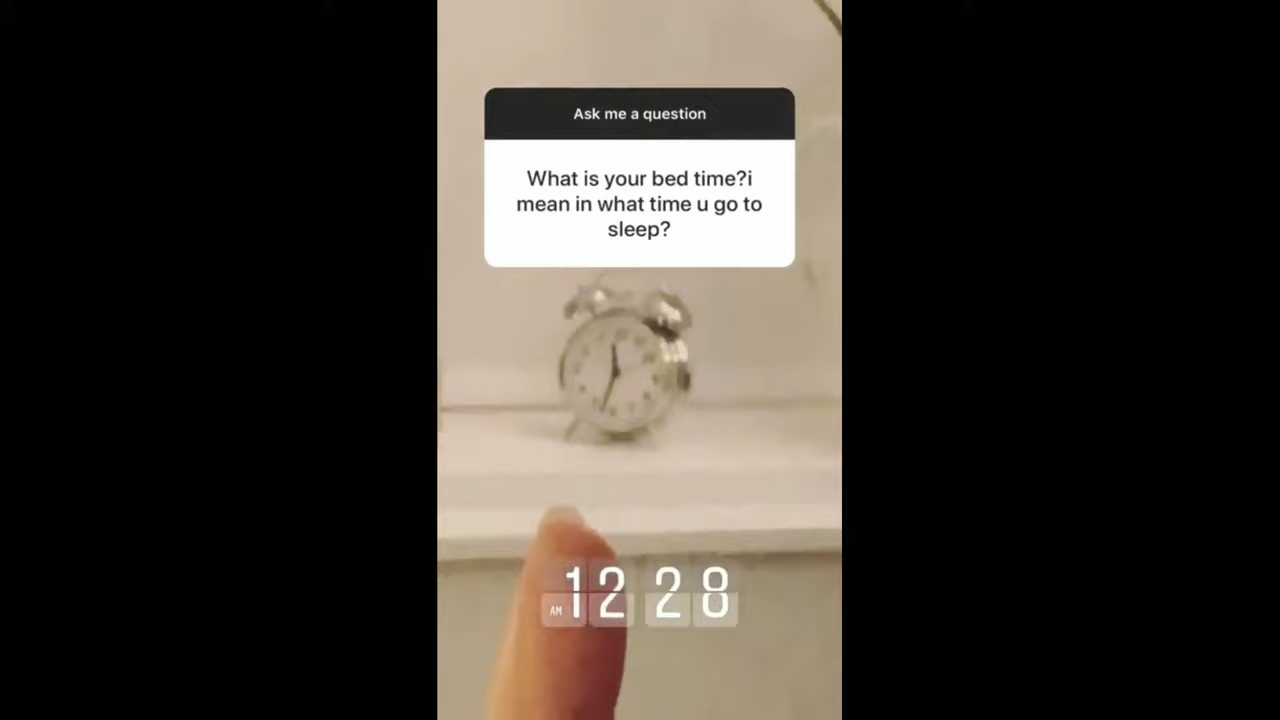 Ask me a question
What is your bed time?i
mean in what time u go to
sleep?
AM 12 28